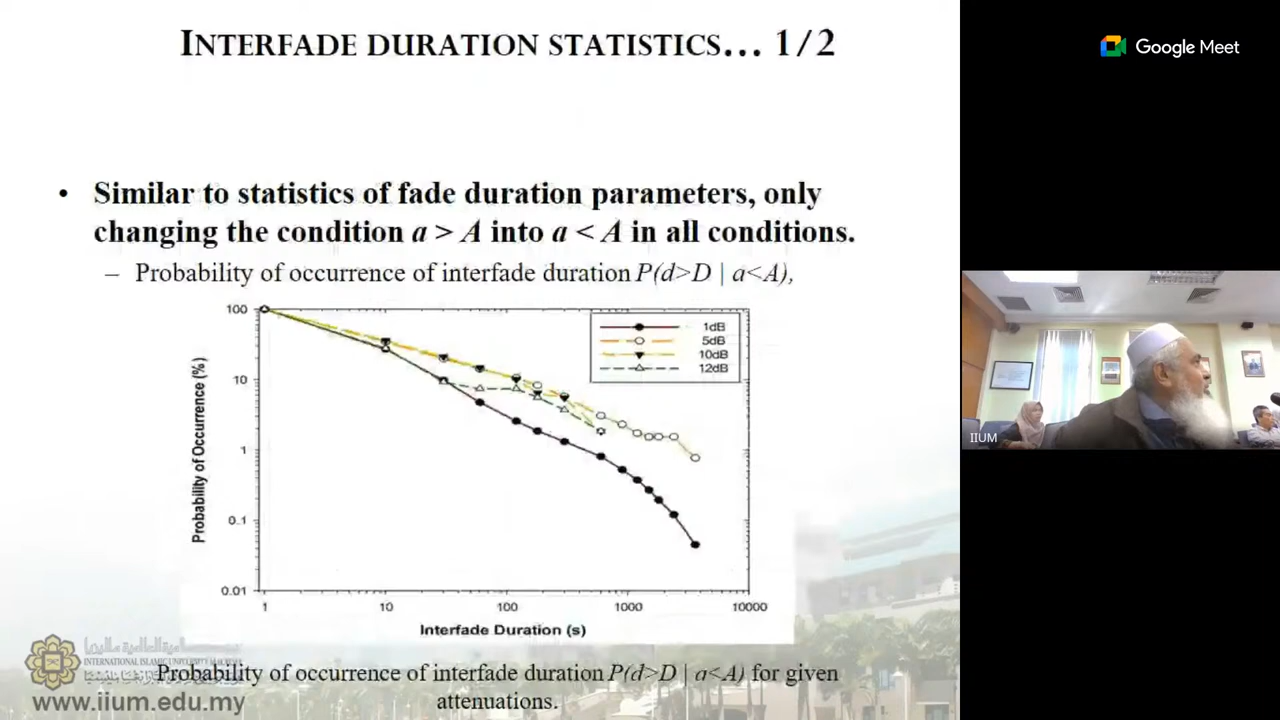 INTERFADE DURATION STATISTICS... 1/2
Google Meet
• Similar to statistics of fade duration parameters, only
changing the condition a > A into a < A in all conditions.
– Probability of occurrence of interfade duration P(d>D | a<A),
Probability of Occurrence (%)
100
10
1
0.1
0.01
1dB
5dB
10dB
12dB
1
10
100
1000
10000
Interfade Duration (s)
IIUM
INTERNATIONAL ISLAMIC UNIVERSITY
www.iium.edu.my
Probability of occurrence of interfade duration P(d>D | a<A) for given
attenuations.